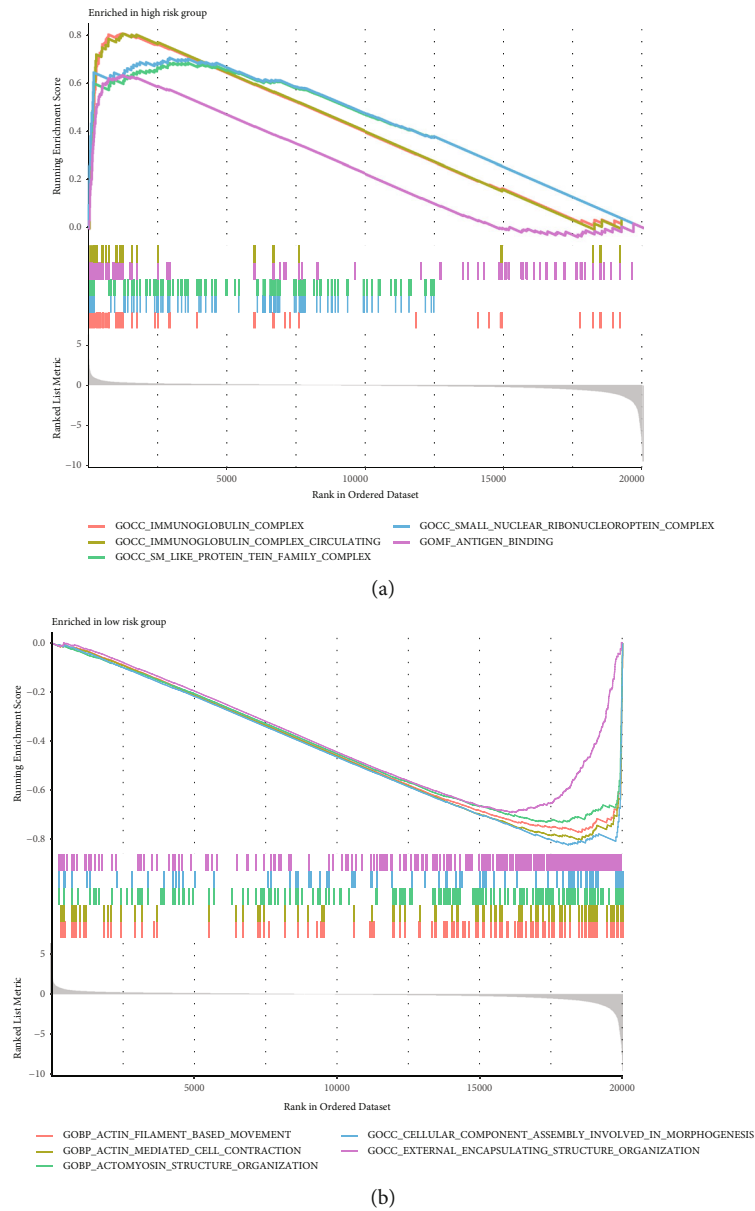 Enriched in high risk group
0.8
0.6
0.4
0.2
0.0
Running Enrichment Score
5
0
−5
−10
Ranked List Metric
5000 10000 15000 20000
Rank in Ordered Dataset
GOCC_IMMUNOGLOBULIN_COMPLEX GOCC_SMALL_NUCLEAR_RIBONUCLEOROPTEIN_COMPLEX
GOCC_IMMUNOGLOBULIN_COMPLEX_CIRCULATING GOMF_ANTIGEN_BINDING
GOCC_SM_LIKE_PROTEIN_TEIN_FAMILY_COMPLEX
(a)
Enriched in low risk group
0.0
−0.2
−0.4
−0.6
−0.8
Running Enrichment Score
5
0
−5
−10
Ranked List Metric
5000 10000 15000 20000
Rank in Ordered Dataset
GOBP_ACTIN_FILAMENT_BASED_MOVEMENT GOCC_CELLULAR_COMPONENT_ASSEMBLY_INVOLVED_IN_MORPHOGENESIS
GOBP_ACTIN_MEDIATED_CELL_CONTRACTION GOCC_EXTERNAL_ENCAPSULATING_STRUCTURE_ORGANIZATION
GOBP_ACTOMYOSIN_STRUCTURE_ORGANIZATION
(b)